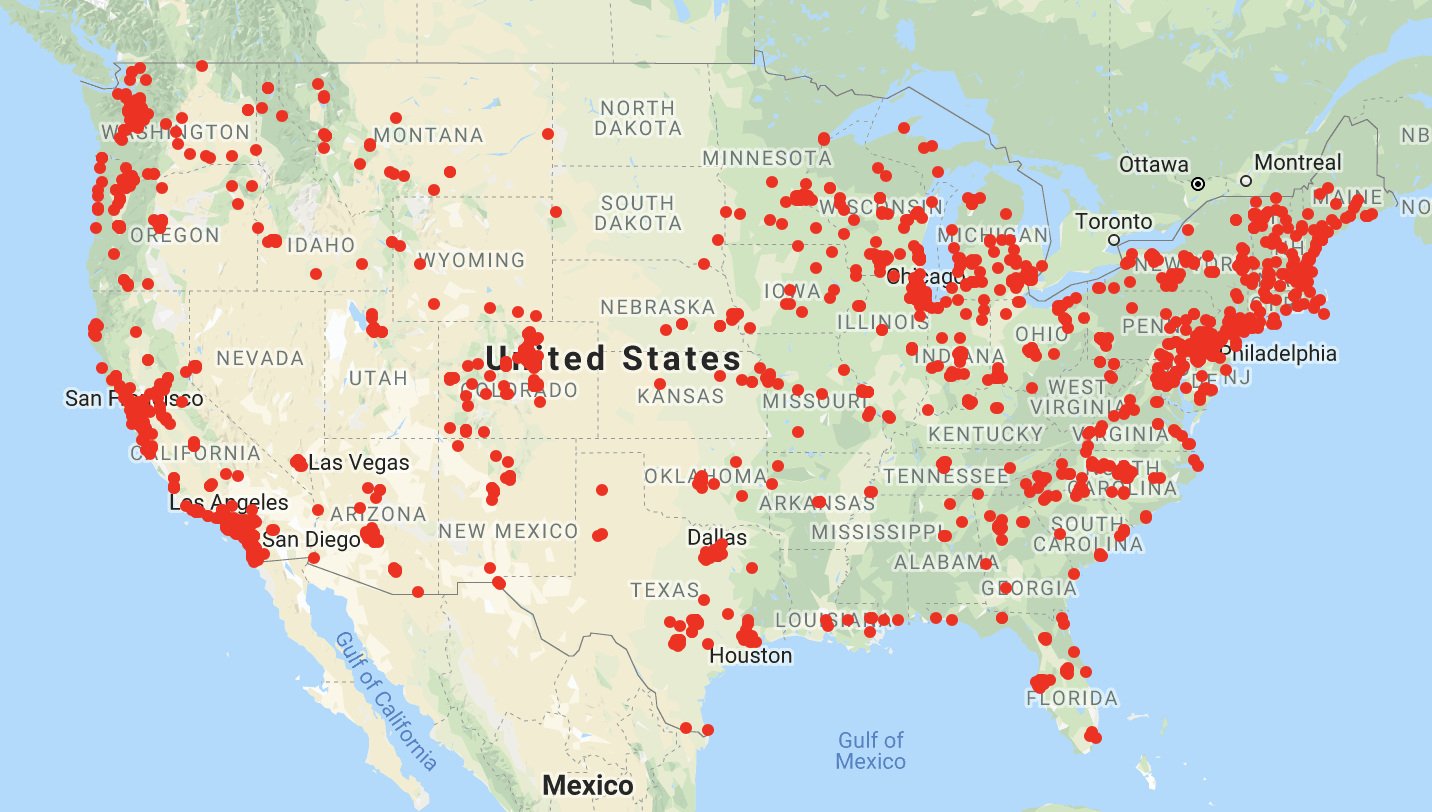 NORTH
DAKOTA
WASHINGTON
MONTANA
MINNESOTA
Ottawa
Montreal
NB
MAINE
NO
SOUTH
DAKOTA
WISCONSIN
Toronto
OREGON
IDAHO
MICHIGAN
WYOMING
NEW YOR
Chicago
IOWA
NEBRASKA
ILLINOIS
OHIO
PEN
United States
NEVADA
INDIANA
Philadelphia
UTAH
COLORADO
KANSAS
MISSOURI
WEST
VIRGINIA
DE
NJ
San Francisco
KENTUCKY
VIRGINIA
CALIFORNIA
Las Vegas
OKLAHOMA
TENNESSEE
NORTH
CAROLINA
Los Angeles
ARIZONA
ARKANSAS
NEW MEXICO
MISSISSIPPI
SOUTH
CAROLINA
San Diego
Dallas
ALABAMA
TEXAS
GEORGIA
LOUISIANA
Houston
Gulf of California
FLORIDA
Gulf of
Mexico
Mexico